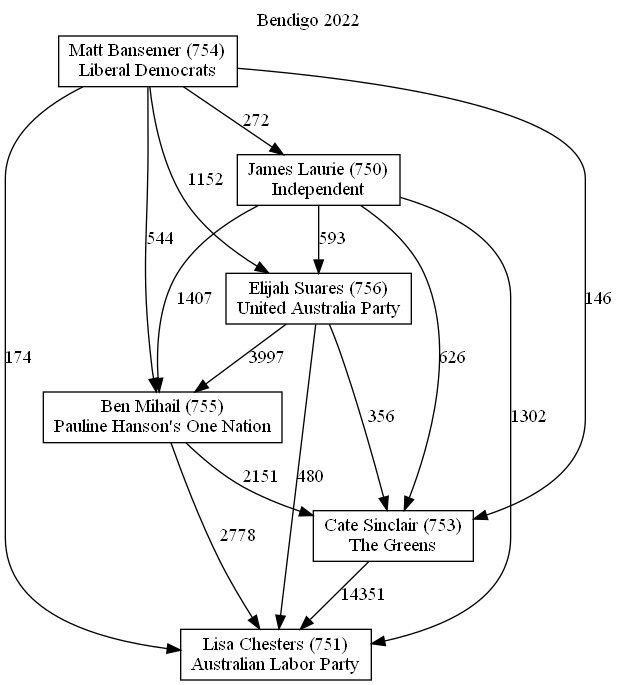 Bendigo 2022
Matt Bansemer (754)
Liberal Democrats
272
James Laurie (750)
Independent
1152
544
593
1407
Elijah Suares (756)
United Australia Party
146
174
3997
626
356
1302
Ben Mihail (755)
Pauline Hanson's One Nation
2151
480
2778
Cate Sinclair (753)
The Greens
14351
Lisa Chesters (751)
Australian Labor Party